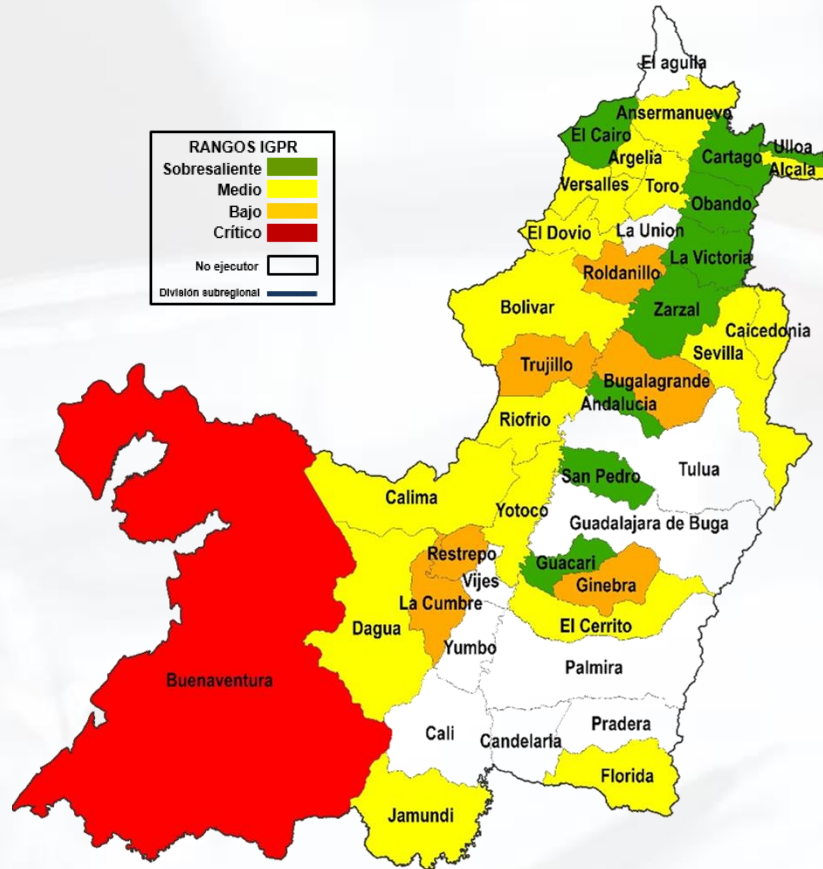 RANGOS IGPR
Sobresaliente
Medio
Bajo
Crítico
No ejecutor
División subregional
El aguila
Ansermanuevo
El Cairo
Argelia
Cartago
Ulloa
Alcala
Versalles
Toro
Obando
El Dovio
La Union
La Victoria
Roldanillo
Bolivar
Zarzal
Caicedonia
Sevilla
Trujillo
Bugalagrande
Andalucia
Riofrio
Tulua
San Pedro
Calima
Yotoco
Guadalajara de Buga
Restrepo
Guacari
Vijes
Ginebra
La Cumbre
Dagua
El Cerrito
Yumbo
Palmira
Buenaventura
Pradera
Cali
Candelaria
Florida
Jamundi